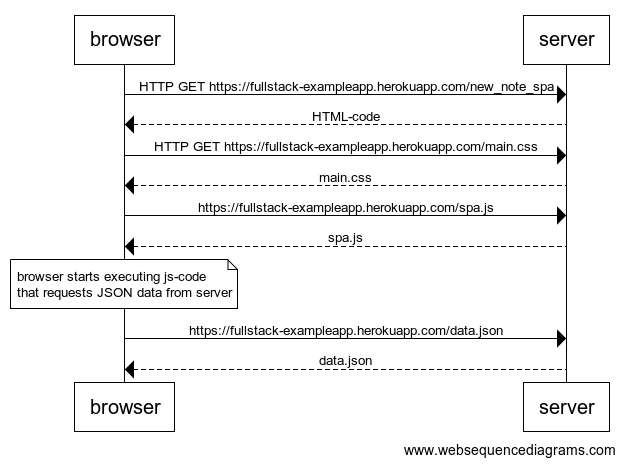 browser
server
HTTP GET https://fullstack-exampleapp.herokuapp.com/new_note_spa
HTML-code
HTTP GET https://fullstack-exampleapp.herokuapp.com/main.css
main.css
https://fullstack-exampleapp.herokuapp.com/spa.js
spa.js
browser starts executing js-code
that requests JSON data from server
https://fullstack-exampleapp.herokuapp.com/data.json
data.json
browser
server
www.websequencediagrams.com